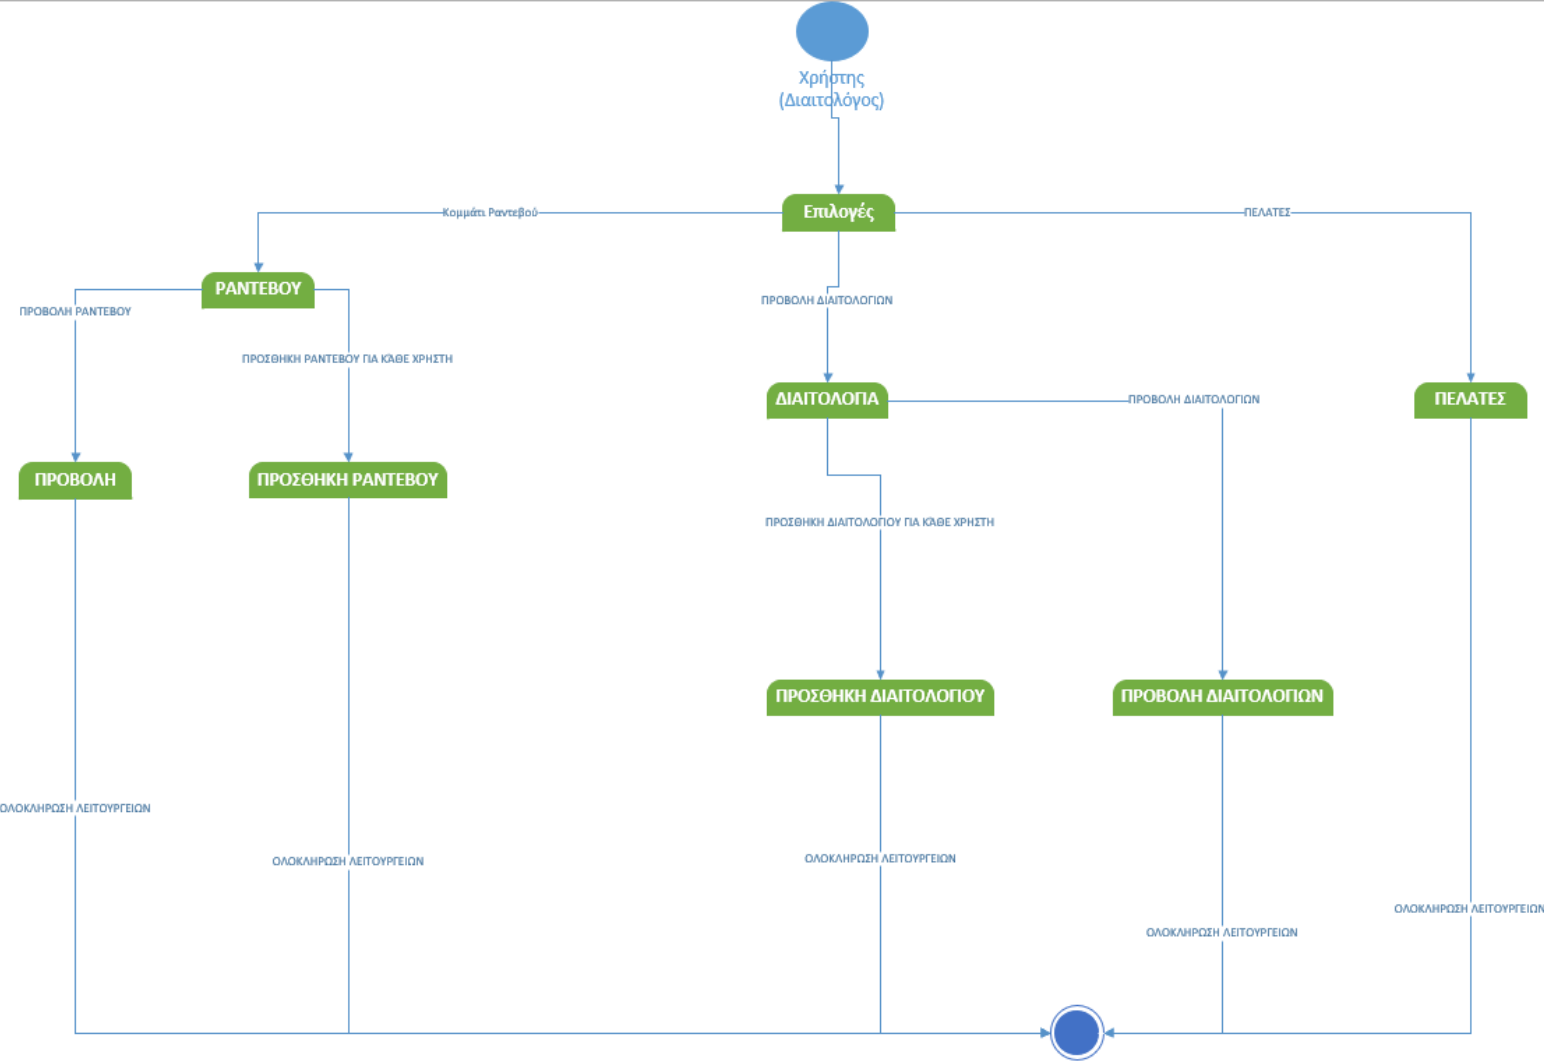 Χρήστης
(Διαιτολόγος)
Επιλογές
Κομμάτι Ραντεβού
ΠΕΛΑΤΕΣ
ΡΑΝΤΕΒΟΥ
ΠΡΟΒΟΛΗ ΔΙΑΙΤΟΛΟΓΙΩΝ
ΠΡΟΒΟΛΗ ΡΑΝΤΕΒΟΥ
ΠΡΟΣΘΗΚΗ ΡΑΝΤΕΒΟΥ ΓΙΑ ΚΆΘΕ ΧΡΗΣΤΗ
ΔΙΑΙΤΟΛΟΓΙΑ
ΠΡΟΒΟΛΗ ΔΙΑΙΤΟΛΟΓΙΩΝ
ΠΕΛΑΤΕΣ
ΠΡΟΒΟΛΗ
ΠΡΟΣΘΗΚΗ ΡΑΝΤΕΒΟΥ
ΠΡΟΣΘΗΚΗ ΔΙΑΙΤΟΛΟΓΙΟΥ ΓΙΑ ΚΆΘΕ ΧΡΗΣΤΗ
ΠΡΟΣΘΗΚΗ ΔΙΑΙΤΟΛΟΓΙΟΥ
ΠΡΟΒΟΛΗ ΔΙΑΙΤΟΛΟΓΙΩΝ
ΟΛΟΚΛΗΡΩΣΗ ΛΕΙΤΟΥΡΓΕΙΩΝ
ΟΛΟΚΛΗΡΩΣΗ ΛΕΙΤΟΥΡΓΕΙΩΝ
ΟΛΟΚΛΗΡΩΣΗ ΛΕΙΤΟΥΡΓΕΙΩΝ
ΟΛΟΚΛΗΡΩΣΗ ΛΕΙΤΟΥΡΓΕΙΩΝ
ΟΛΟΚΛΗΡΩΣΗ ΛΕΙΤΟΥΡΓΕΙΩΝ